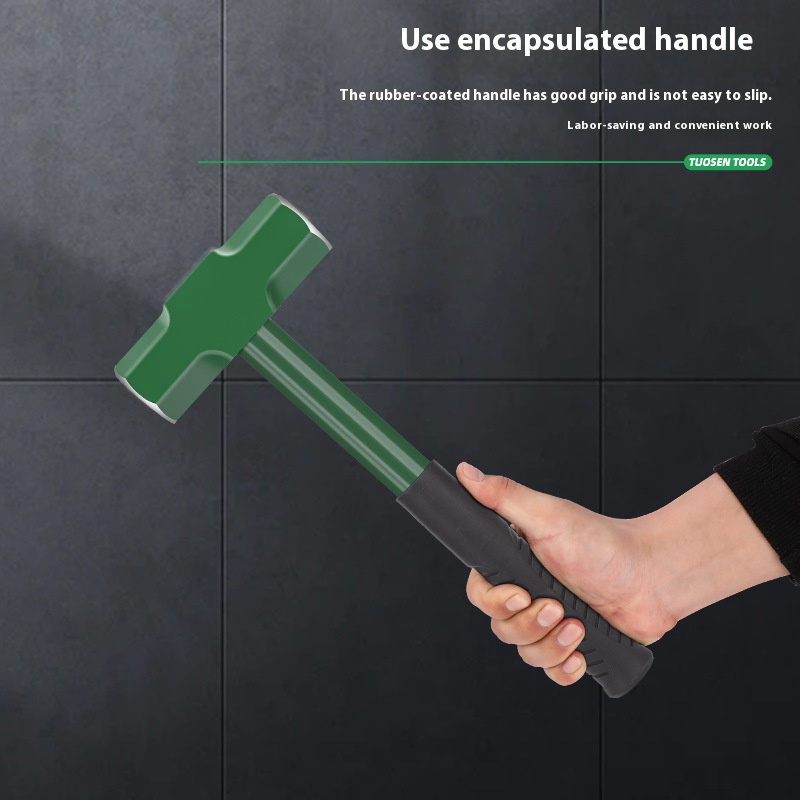 Use encapsulated handle
The rubber-coated handle has good grip and is not easy to slip.
Labor-saving and convenient work
TUOSEN TOOLS